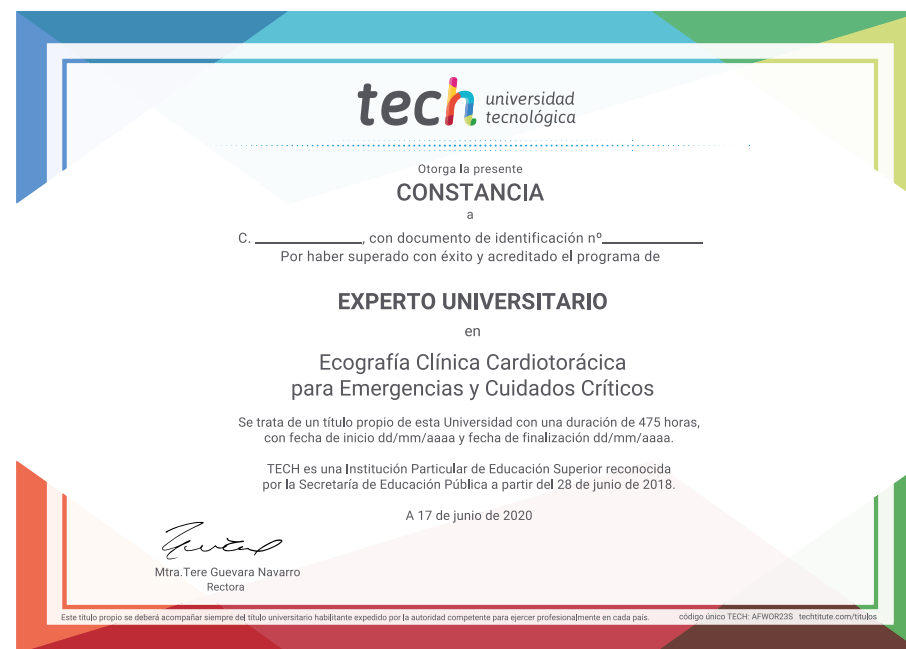 tech universidad
tecnológica
Otorga la presente
CONSTANCIA
a
C. ____________, con documento de identificación nº____________
Por haber superado con éxito y acreditado el programa de
EXPERTO UNIVERSITARIO
en
Ecografía Clínica Cardiotorácica
para Emergencias y Cuidados Críticos
Se trata de un título propio de esta Universidad con una duración de 475 horas,
con fecha de inicio dd/mm/aaaa y fecha de finalización dd/mm/aaaa.
TECH es una Institución Particular de Educación Superior reconocida
por la Secretaría de Educación Pública a partir del 28 de junio de 2018.
A 17 de junio de 2020
Mtra.Tere Guevara Navarro
Rectora
Este título propio se deberá acompañar siempre del título universitario habilitante expedido por la autoridad competente para ejercer profesionalmente en cada país. código único TECH: AFWOR23S techtitute.com/titulos